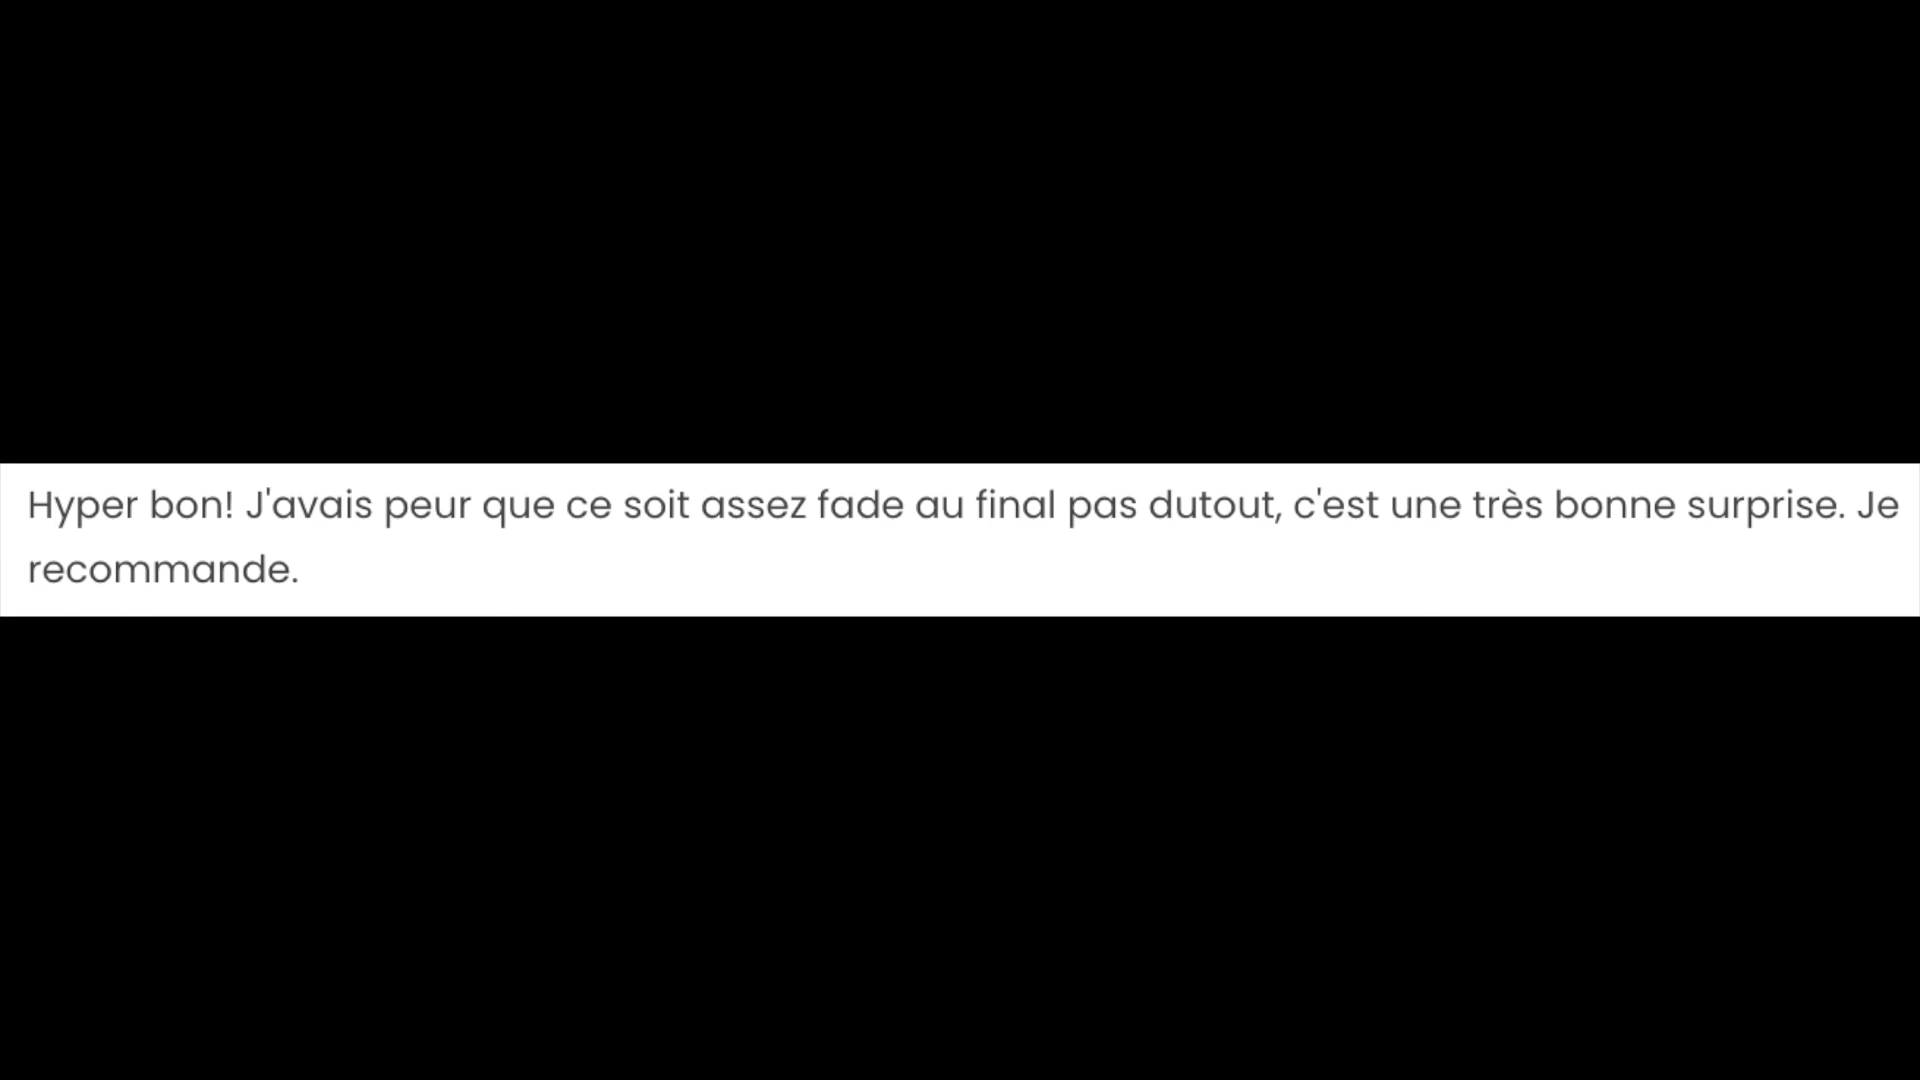 Hyper bon! J'avais peur que ce soit assez fade au final pas dutout, c'est une très bonne surprise. Je
recommande.